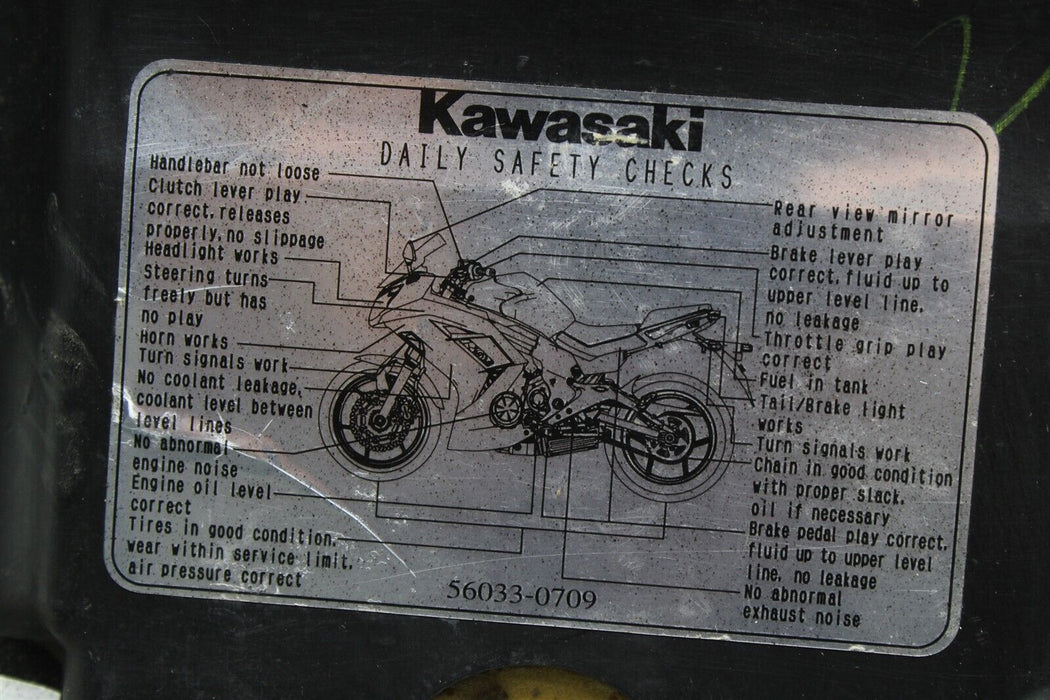 Kawasaki
DAILY SAFETY CHECKS
Handlebar not loose
Clutch lever play
correct, releases
properly, no slippage
Headlight works
Steering turns
freely but has
no play
Horn works
Turn signals work
No coolant leakage,
coolant level between
level lines
No abnormal
engine noise
Engine oil level
correct
Tires in good condition,
wear within service limit,
air pressure correct
Rear view mirror
adjustment
Brake lever play
correct, fluid up to
upper level line,
no leakage
Throttle grip play
correct
Fuel in tank
Tail/Brake light
works
Turn signals work
Chain in good condition
with proper slack,
oil if necessary
Brake pedal play correct,
fluid up to upper level
line, no leakage
No abnormal
exhaust noise
56033-0709